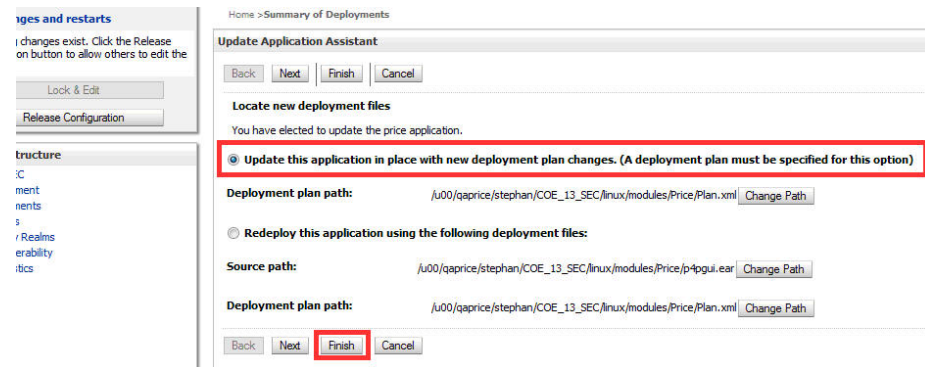 nges and restarts
changes exist. Click the Release
on button to allow others to edit the
Lock & Edit
Release Configuration
tructure
ment
ments
s
Realms
erability
stics
Home >Summary of Deployments
Update Application Assistant
Back Next Finish Cancel
Locate new deployment files
You have elected to update the price application.
Update this application in place with new deployment plan changes. (A deployment plan must be specified for this option)
Deployment plan path: /u00/qaprice/stephan/COE_13_SEC/linux/modules/Price/Plan.xml Change Path
Redeploy this application using the following deployment files:
Source path: /u00/qaprice/stephan/COE_13_SEC/linux/modules/Price/p4pgui.ear Change Path
Deployment plan path: /u00/qaprice/stephan/COE_13_SEC/linux/modules/Price/Plan.xml Change Path
Back Next Finish Cancel